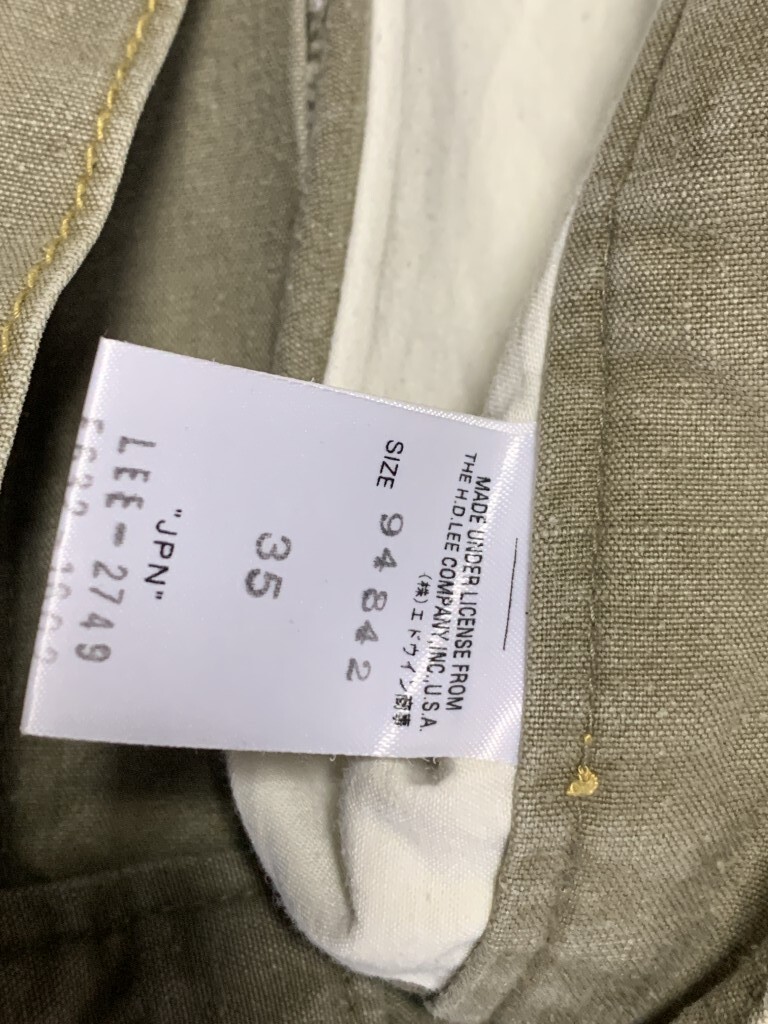 MADE UNDER LICENSE FROM
THE H.D.LEE COMPANY,INC.,U.S.A.
(株)エドウイン商事
SIZE 94842
35
"JPN"
LEE-2749